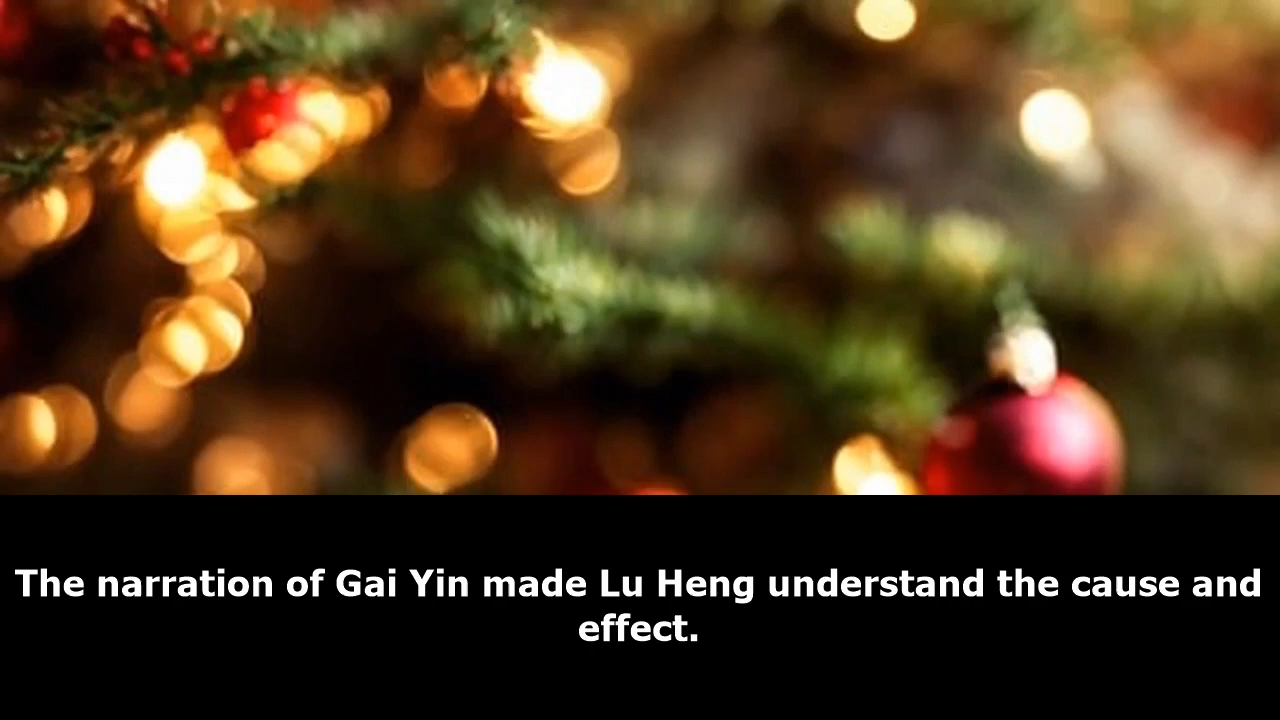 The narration of Gai Yin made Lu Heng understand the cause and
effect.